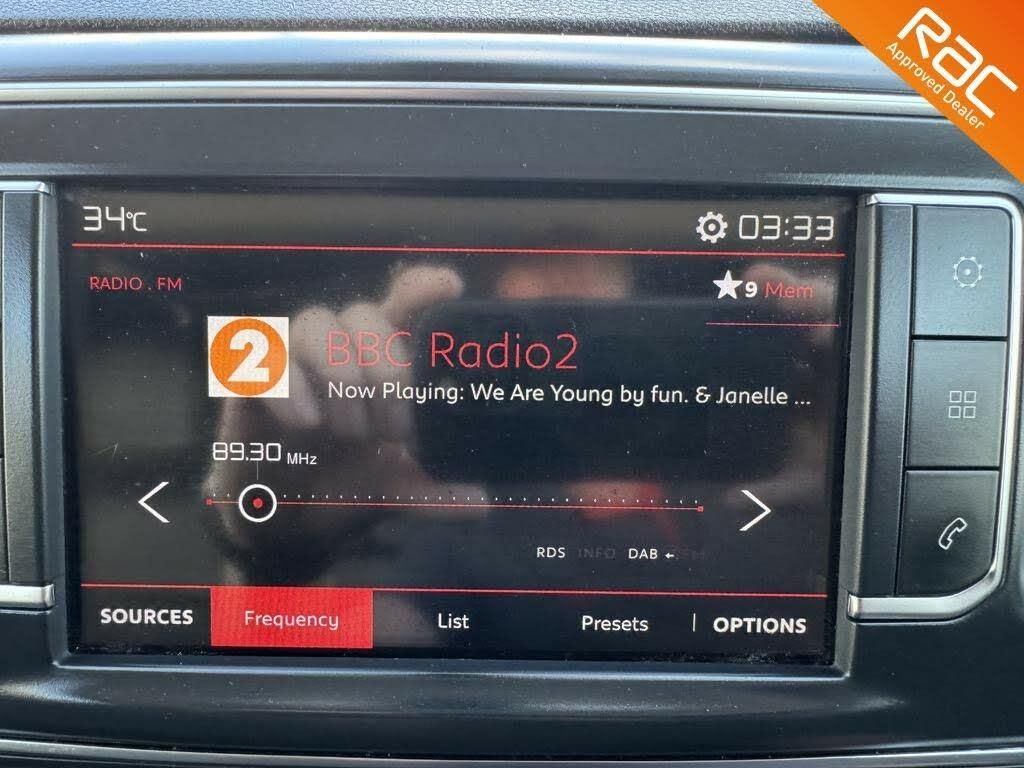 Rac
Approved Dealer
34°C
03:33
RADIO . FM
9 Mem
2
BBC Radio2
Now Playing: We Are Young by fun. & Janelle ...
89.30 MHz
RDS INFO DAB
SOURCES Frequency List Presets OPTIONS